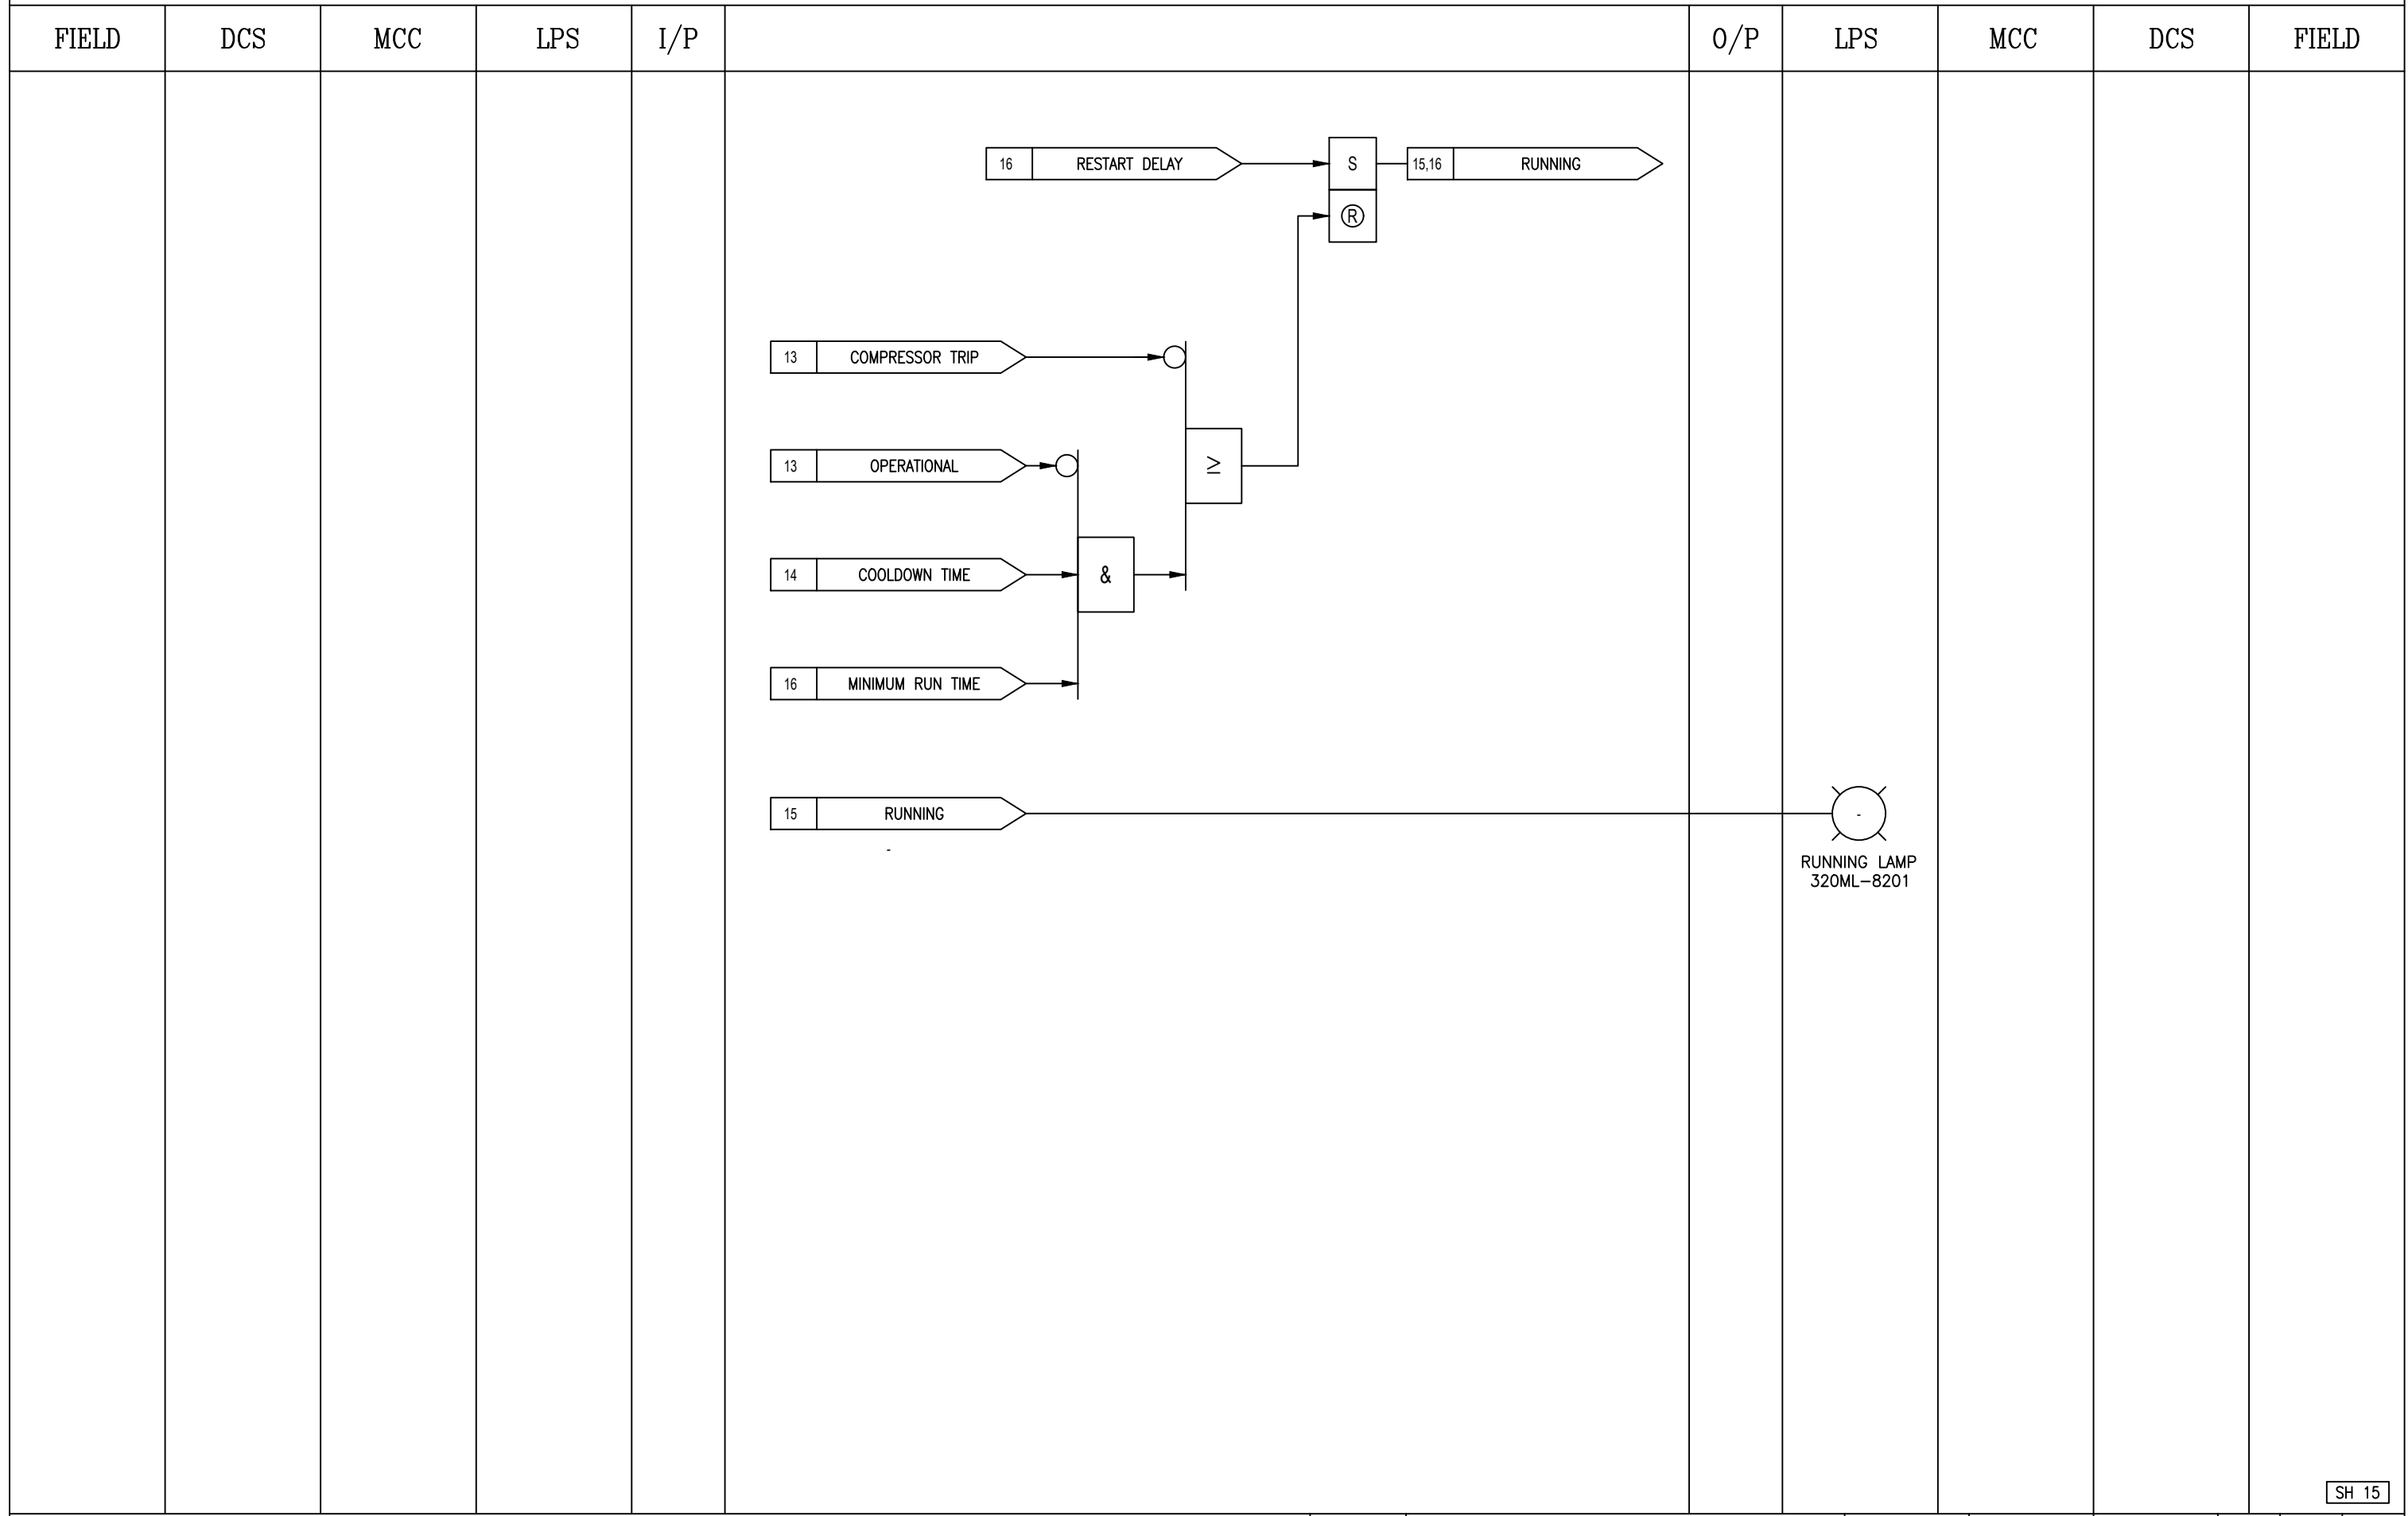 FIELD DCS MCC LPS I/P O/P LPS MCC DCS FIELD
16 RESTART DELAY S 15,16 RUNNING
R
13 COMPRESSOR TRIP
13 OPERATIONAL ≥
14 COOLDOWN TIME &
16 MINIMUM RUN TIME
15 RUNNING -
-
RUNNING LAMP
320ML-8201
SH 15